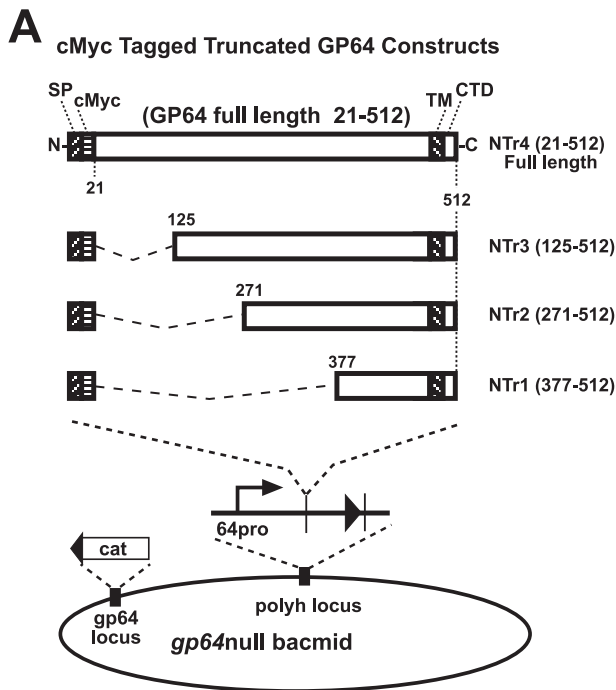 A
cMyc Tagged Truncated GP64 Constructs
SP
cMyc
(GP64 full length 21-512)
TM
CTD
N
C
NTr4 (21-512)
Full length
21
512
125
NTr3 (125-512)
271
NTr2 (271-512)
377
NTr1 (377-512)
64pro
cat
gp64
locus
polyh locus
gp64null bacmid